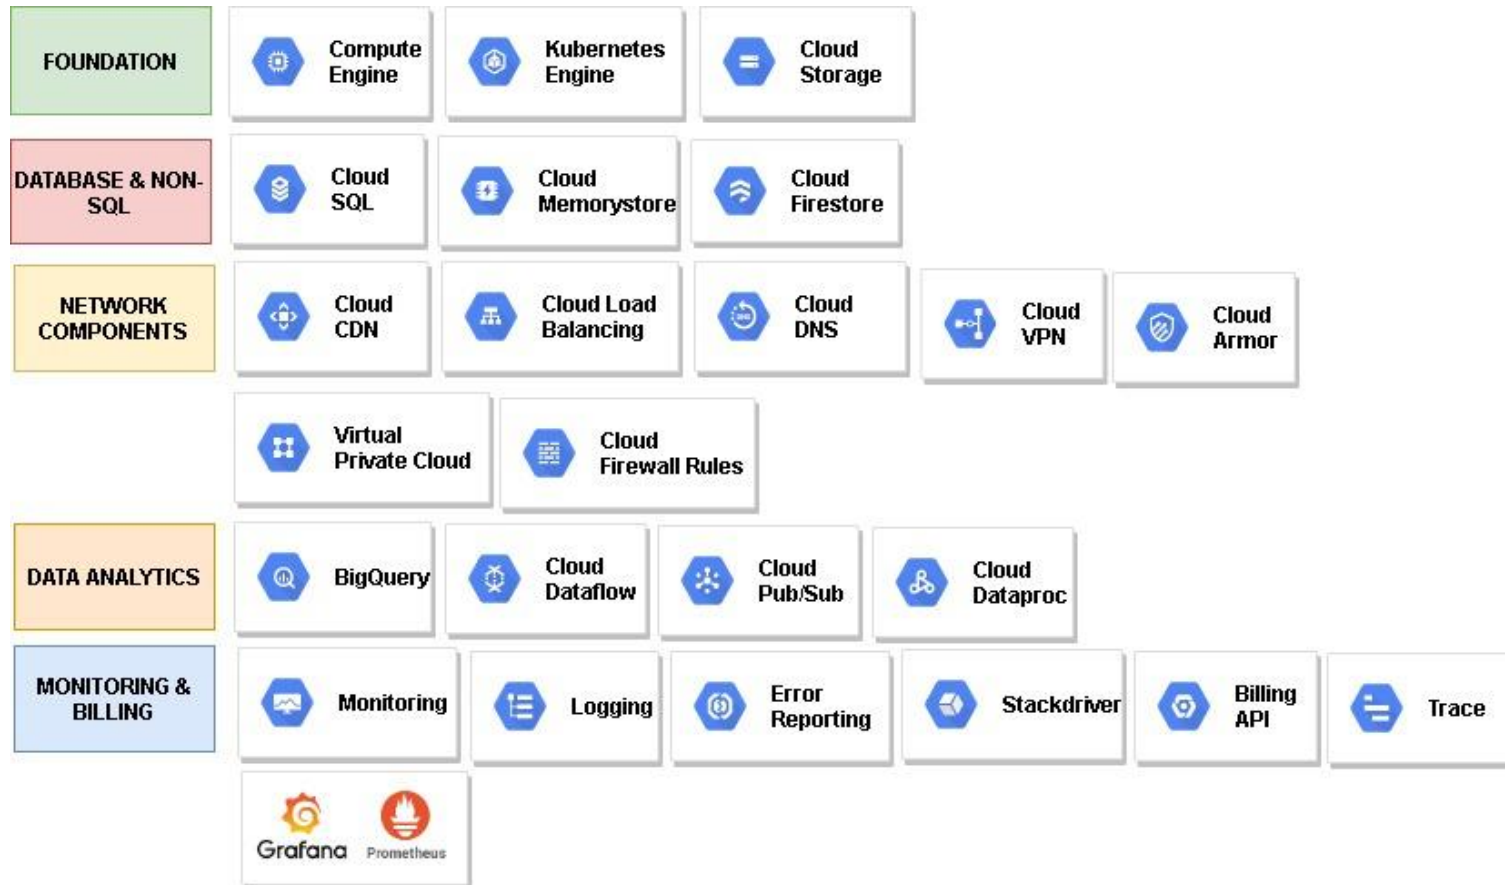 FOUNDATION
Compute
Engine
Kubernetes
Engine
Cloud
Storage
DATABASE & NON-
SQL
Cloud
SQL
Cloud
Memorystore
Cloud
Firestore
NETWORK
COMPONENTS
Cloud
CDN
Cloud Load
Balancing
Cloud
DNS
Cloud
VPN
Cloud
Armor
Virtual
Private Cloud
Cloud
Firewall Rules
DATA ANALYTICS
BigQuery
Cloud
Dataflow
Cloud
Pub/Sub
Cloud
Dataproc
MONITORING &
BILLING
Monitoring
Logging
Error
Reporting
Stackdriver
Billing
API
Trace
Grafana
Prometheus